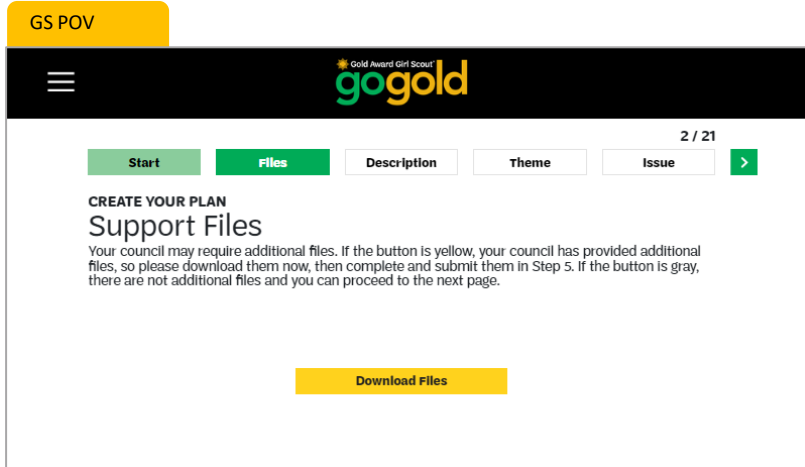 GS POV
Gold Award Girl Scout
gogold
2 / 21
Start Files Description Theme Issue >
CREATE YOUR PLAN
Support Files
Your council may require additional files. If the button is yellow, your council has provided additional
files, so please download them now, then complete and submit them in Step 5. If the button is gray,
there are not additional files and you can proceed to the next page.
Download Files